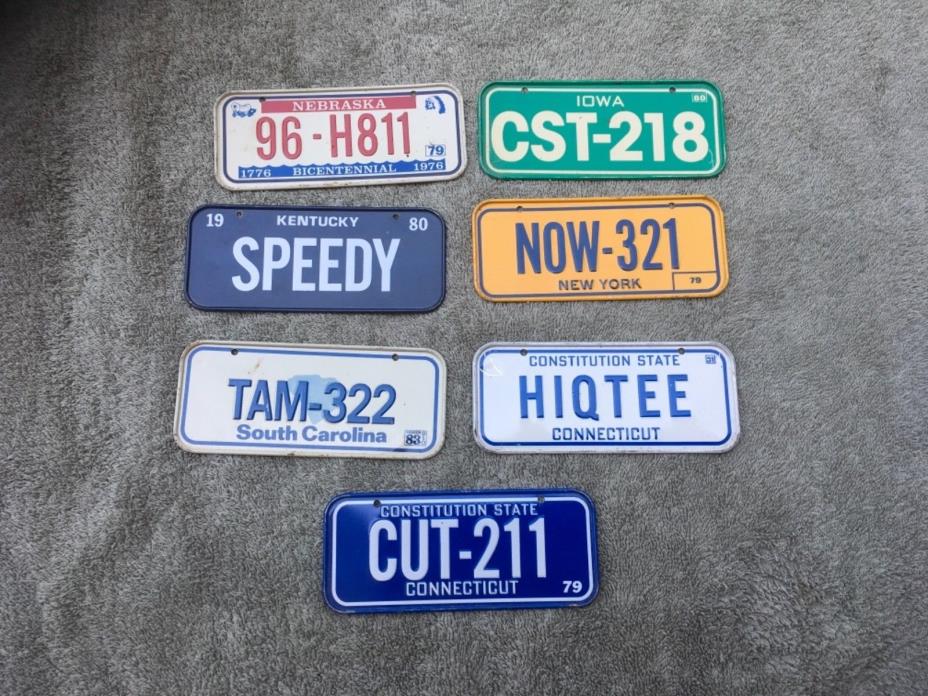 NEBRASKA
96-H811
79
1776 BICENTENNIAL 1976
IOWA 80
CST-218
19 KENTUCKY 80
SPEEDY
NOW-321
NEW YORK 79
TAM-322
South Carolina 83
CONSTITUTION STATE
HIQTEE
CONNECTICUT
CONSTITUTION STATE
CUT-211
CONNECTICUT 79